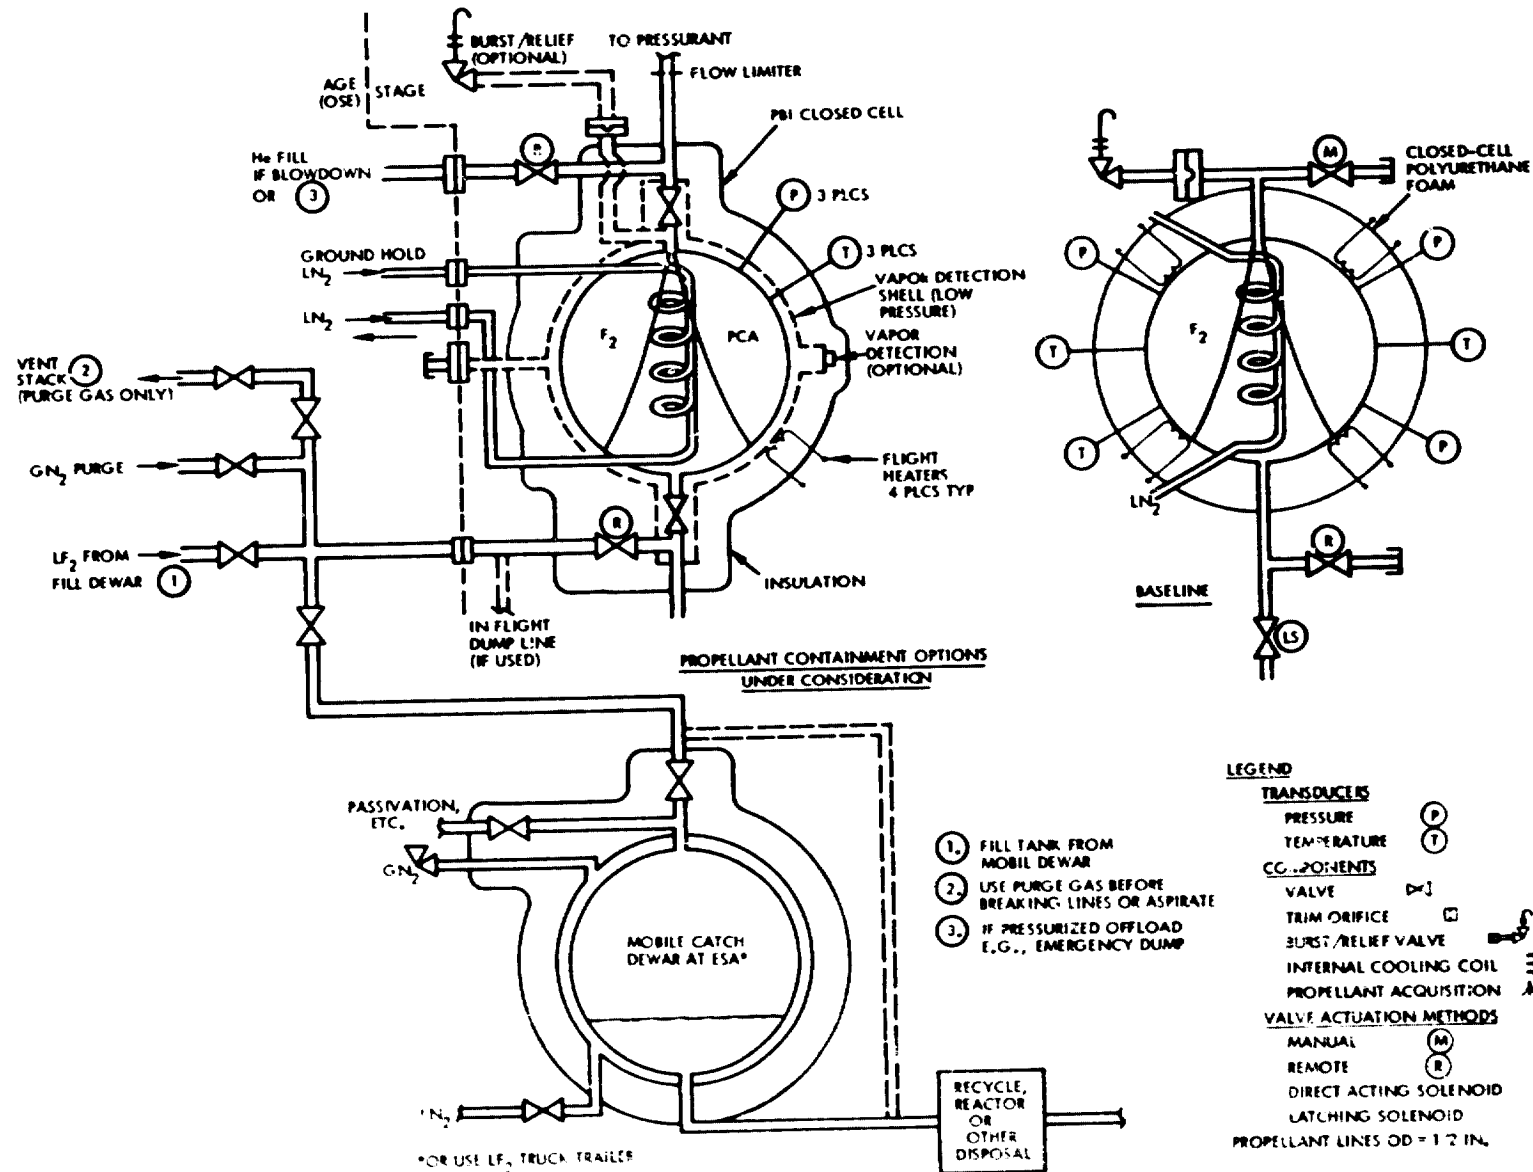 BURST/RELIEF
(OPTIONAL)
TO PRESSURANT
FLOW LIMITER
AGE
(OSE)
STAGE
PBI CLOSED CELL
He FILL
IF BLOWDOWN
OR 3
R
P 3 PLCS
GROUND HOLD
LN2
T 3 PLCS
VAPOR DETECTION
SHELL (LOW
PRESSURE)
LN2
F2
PCA
VAPOR
DETECTION
(OPTIONAL)
VENT
STACK 2
(PURGE GAS ONLY)
GN2 PURGE
FLIGHT
HEATERS
4 PLCS TYP
R
LF2 FROM
FILL DEWAR 1
INSULATION
IN FLIGHT
DUMP LINE
(IF USED)
PROPELLANT CONTAINMENT OPTIONS
UNDER CONSIDERATION
M
CLOSED-CELL
POLYURETHANE
FOAM
P
P
F2
T
T
T
P
LN2
R
BASELINE
LS
PASSIVATION,
ETC.
GN2
MOBILE CATCH
DEWAR AT ESA*
N2
*OR USE LF2 TRUCK TRAILER
RECYCLE,
REACTOR
OR
OTHER
DISPOSAL
1. FILL TANK FROM
MOBIL DEWAR
2. USE PURGE GAS BEFORE
BREAKING LINES OR ASPIRATE
3. IF PRESSURIZED OFFLOAD
E.G., EMERGENCY DUMP
LEGEND
TRANSDUCERS
PRESSURE P
TEMPERATURE T
COMPONENTS
VALVE
TRIM ORIFICE
BURST/RELIEF VALVE
INTERNAL COOLING COIL
PROPELLANT ACQUISITION
VALVE ACTUATION METHODS
MANUAL M
REMOTE R
DIRECT ACTING SOLENOID
LATCHING SOLENOID
PROPELLANT LINES OD = 1/2 IN.